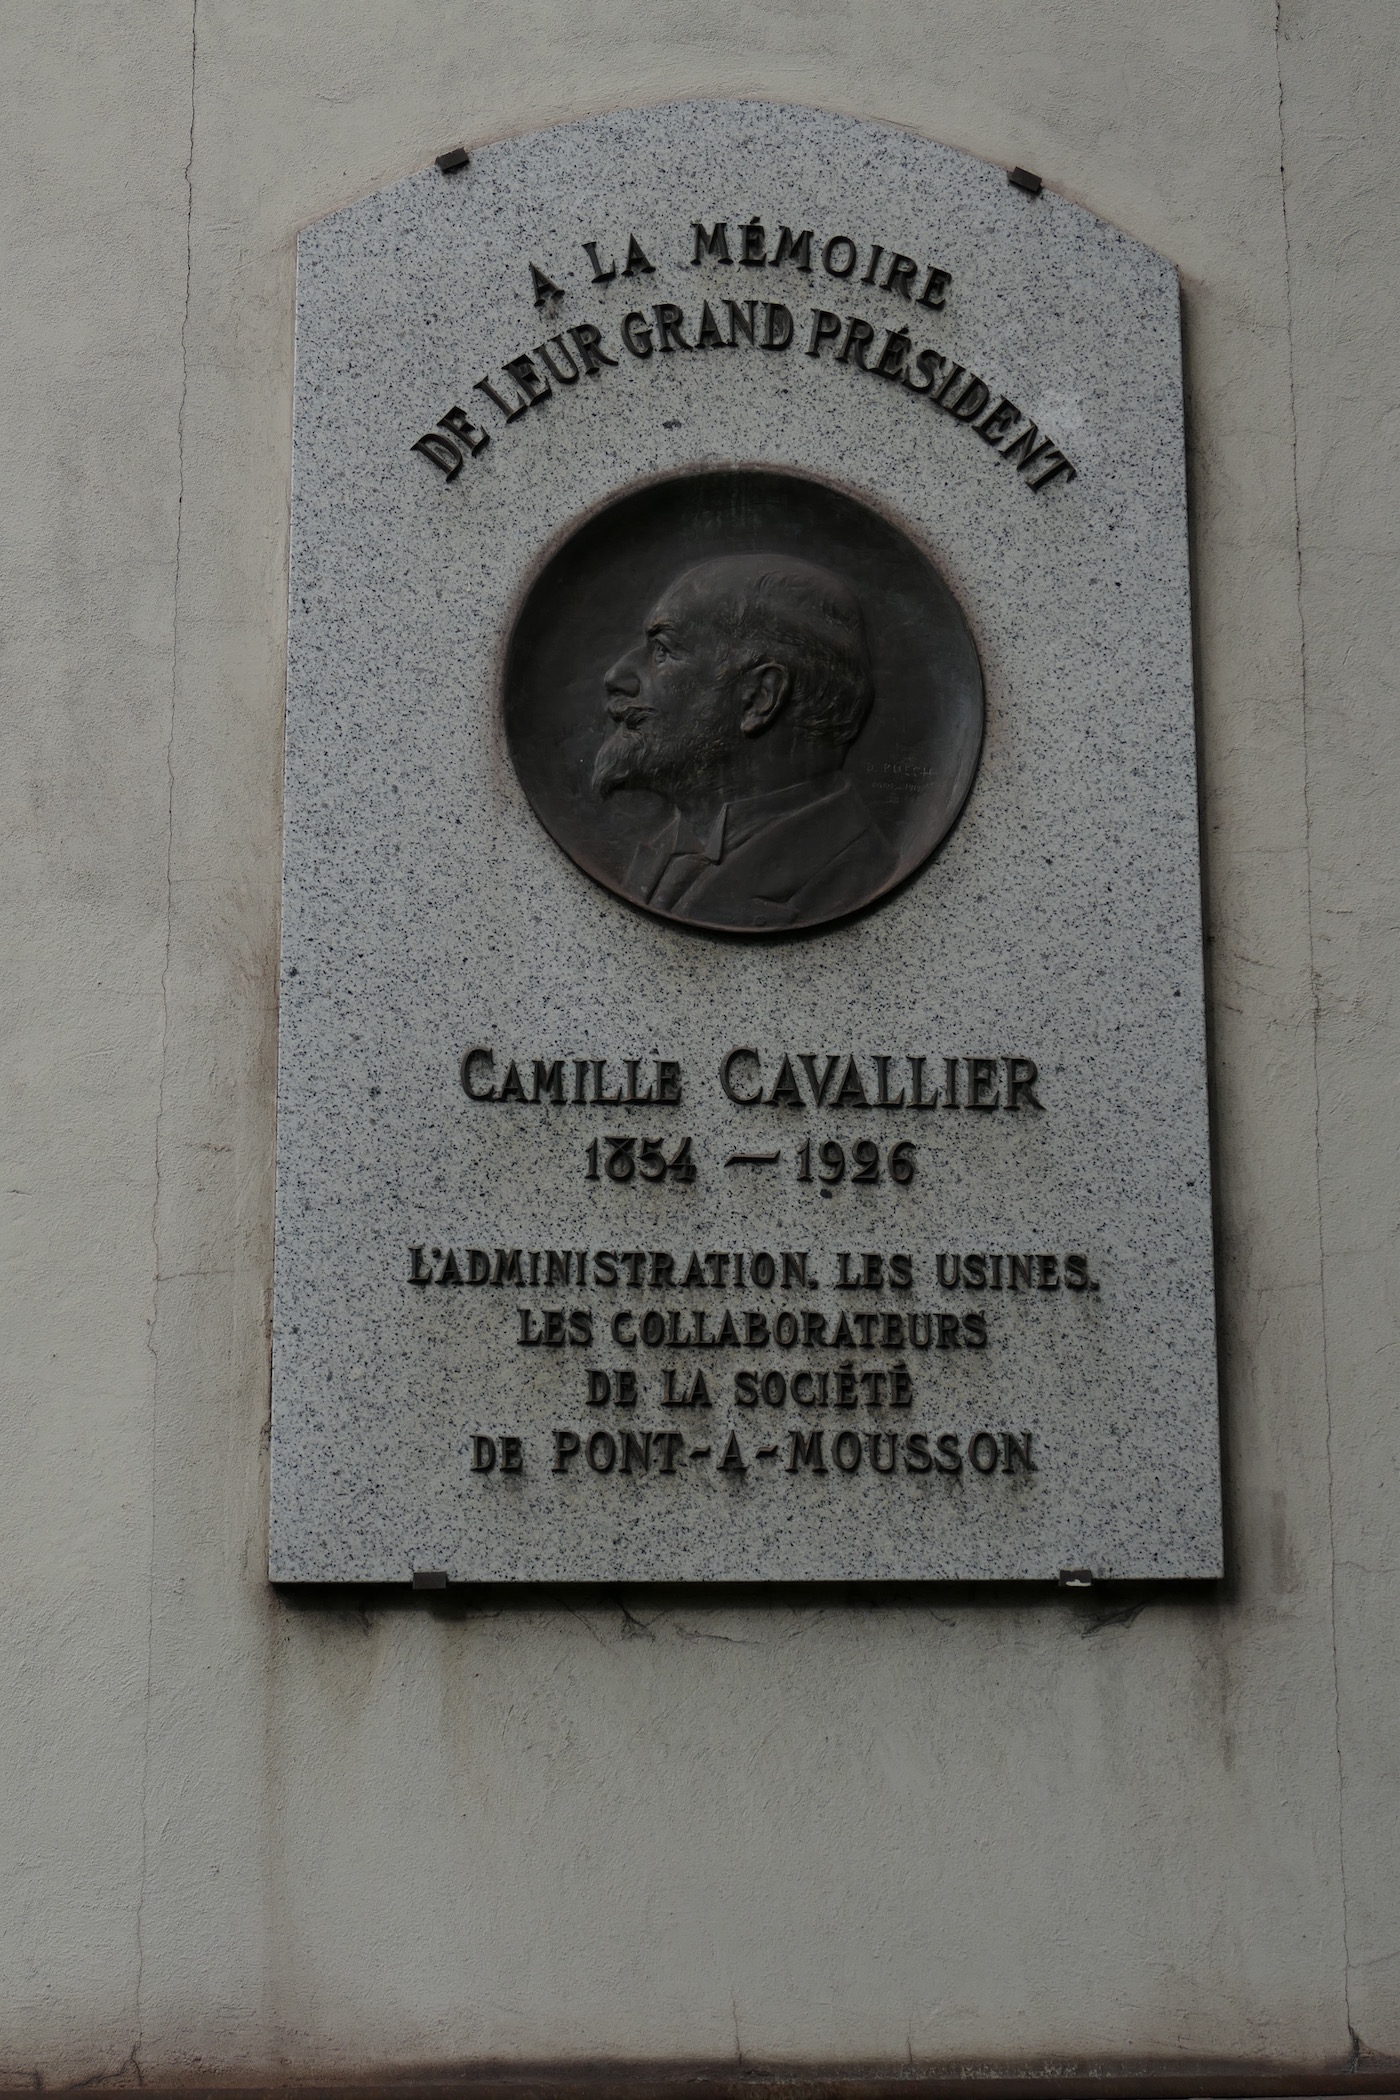 A LA MÉMOIRE
DE LEUR GRAND PRÉSIDENT
CAMILLE CAVALLIER
1854 – 1926
L'ADMINISTRATION. LES USINES.
LES COLLABORATEURS
DE LA SOCIÉTÉ
DE PONT-A-MOUSSON